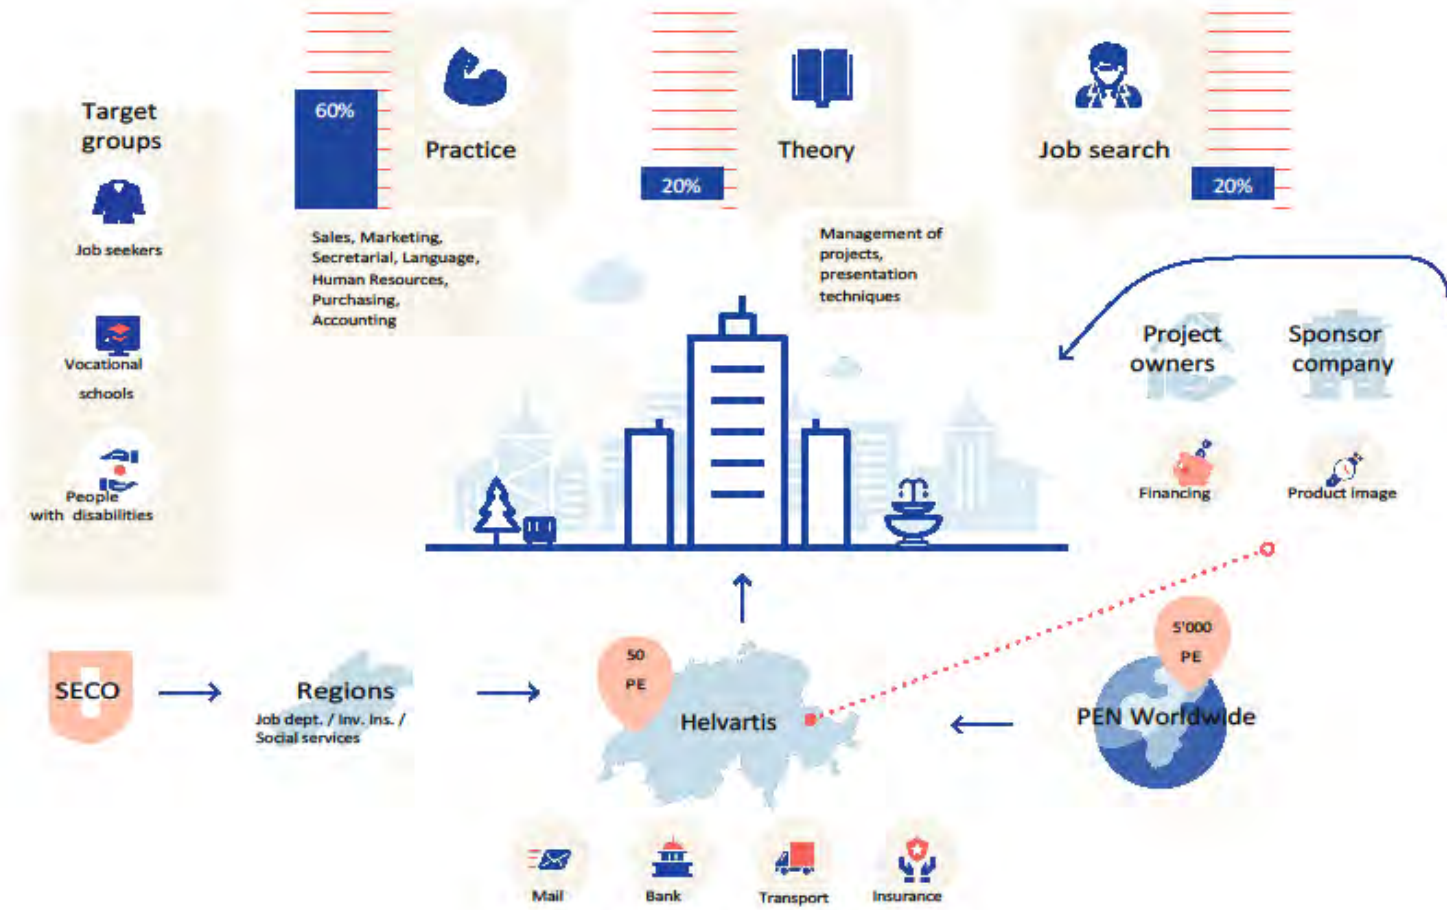 Target
groups
Job seekers
Vocational
schools
People
with disabilities
60%
Practice
Sales, Marketing,
Secretarial, Language,
Human Resources,
Purchasing,
Accounting
20%
Theory
Management of
projects,
presentation
techniques
Job search
20%
Project
owners
Sponsor
company
Financing
Product image
SECO
Regions
Job dept. / Inv. Ins. /
Social services
50
PE
Helvartis
5'000
PE
PEN Worldwide
Mail
Bank
Transport
Insurance